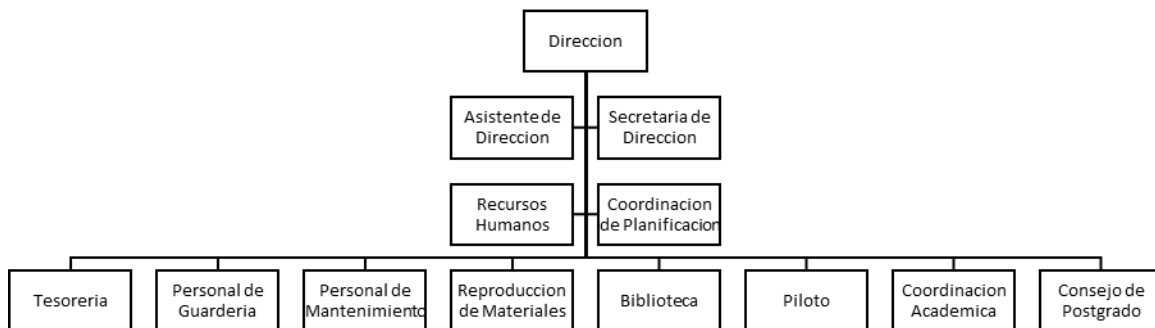 Direccion
Asistente de
Direccion
Secretaria de
Direccion
Recursos
Humanos
Coordinacion
de Planificacion
Tesoreria
Personal de
Guarderia
Personal de
Mantenimiento
Reproduccion
de Materiales
Biblioteca
Piloto
Coordinacion
Academica
Consejo de
Postgrado